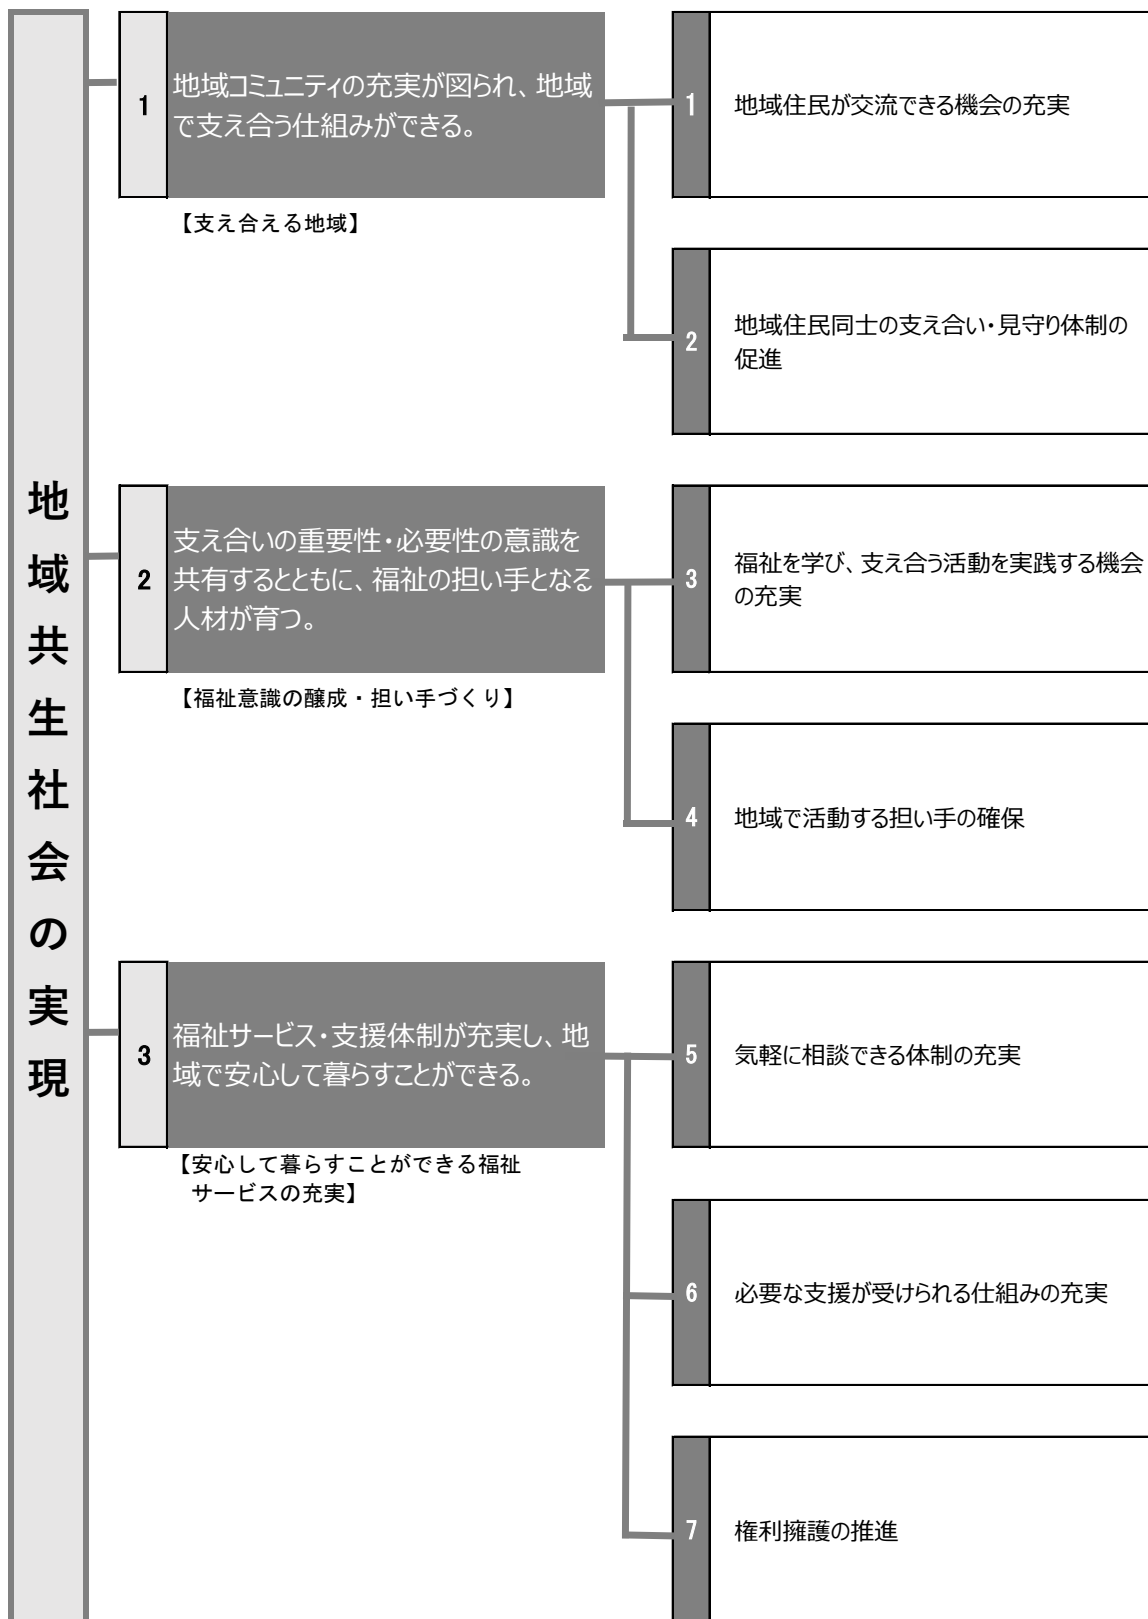 地域共生社会の実現
1
地域コミュニティの充実が図られ、地域
で支え合う仕組みができる。
【支え合える地域】
1
地域住民が交流できる機会の充実
2
地域住民同士の支え合い・見守り体制の
促進
2
支え合いの重要性・必要性の意識を
共有するとともに、福祉の担い手となる
人材が育つ。
【福祉意識の醸成・担い手づくり】
3
福祉を学び、支え合う活動を実践する機会
の充実
4
地域で活動する担い手の確保
3
福祉サービス・支援体制が充実し、地
域で安心して暮らすことができる。
【安心して暮らすことができる福祉
サービスの充実】
5
気軽に相談できる体制の充実
6
必要な支援が受けられる仕組みの充実
7
権利擁護の推進